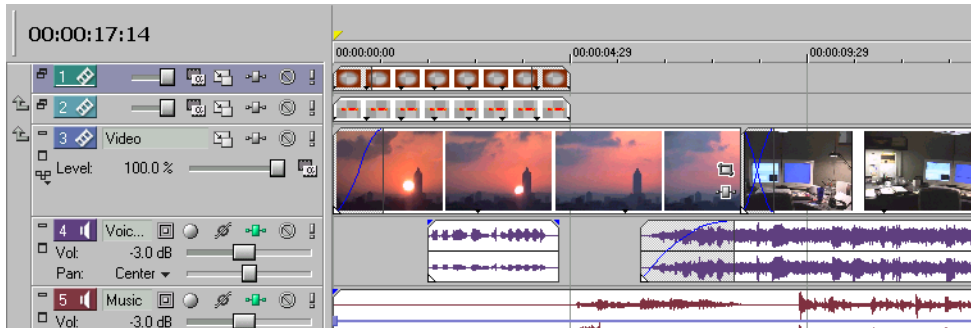 00:00:17:14
00:00:00;00 00:00:04;29 00:00:09;29
1
2
3 Video
Level: 100.0 %
4 Voic...
Vol: -3.0 dB
Pan: Center
5 Music
Vol: -3.0 dB